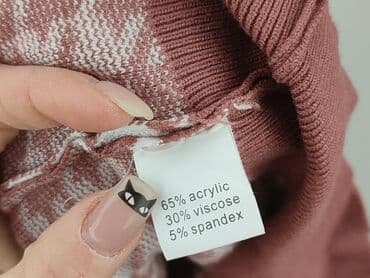 65% acrylic
30% viscose
5% spandex